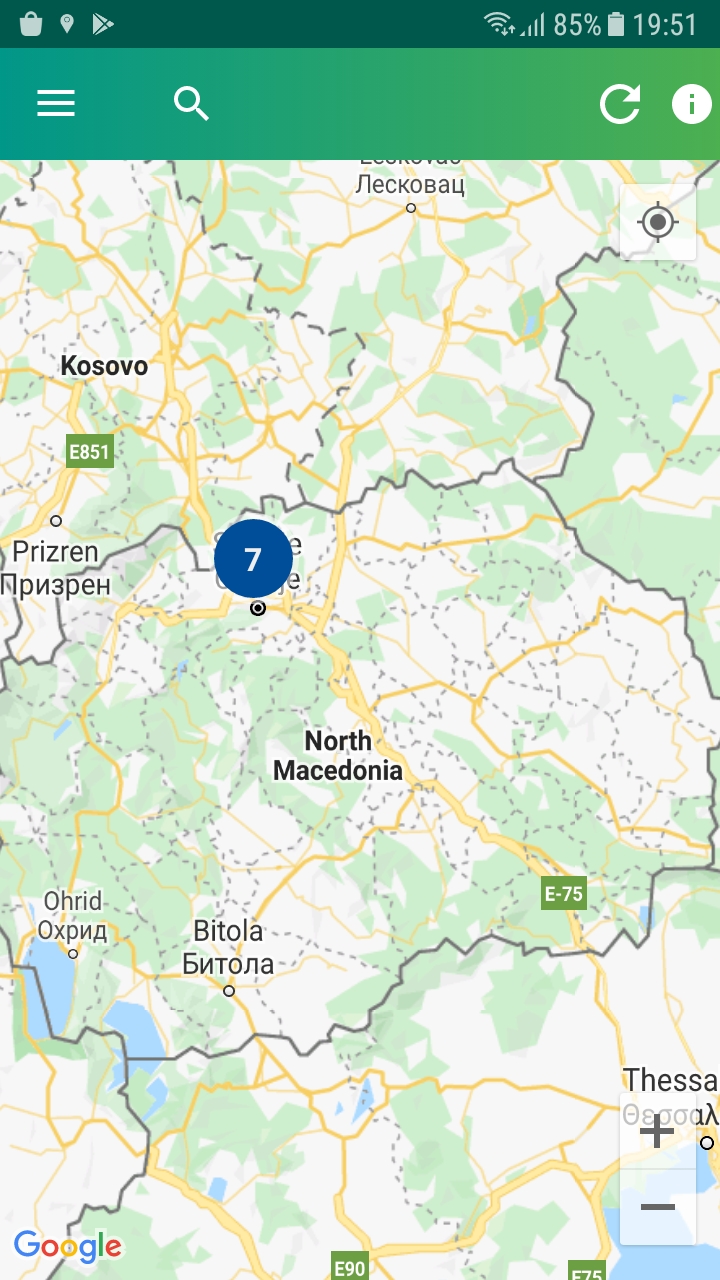 85% 19:51
Лесковац
Kosovo
E851
Prizren
Призрен
7
North
Macedonia
E-75
Ohrid
Охрид
Bitola
Битола
Thessa
Θεσσαλ
Google
E90
E75